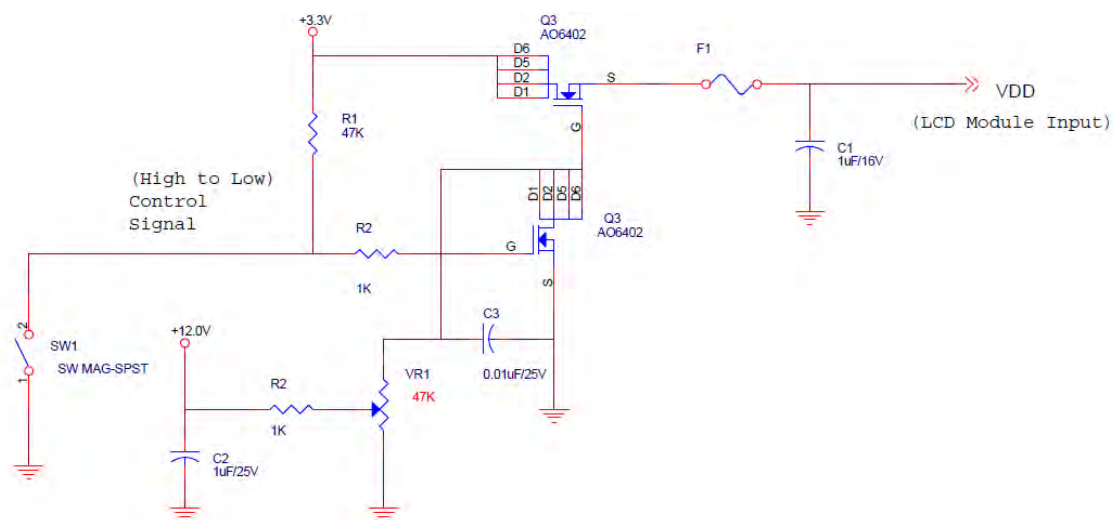 +3.3V
Q3
AO6402
D6
D5
D2
D1
S
G
F1
VDD
(LCD Module Input)
C1
1uF/16V
R1
47K
(High to Low)
Control
Signal
D1
D2
D5
D6
Q3
AO6402
G
S
R2
1K
2
SW1
SW MAG-SPST
1
+12.0V
C3
0.01uF/25V
VR1
47K
R2
1K
C2
1uF/25V